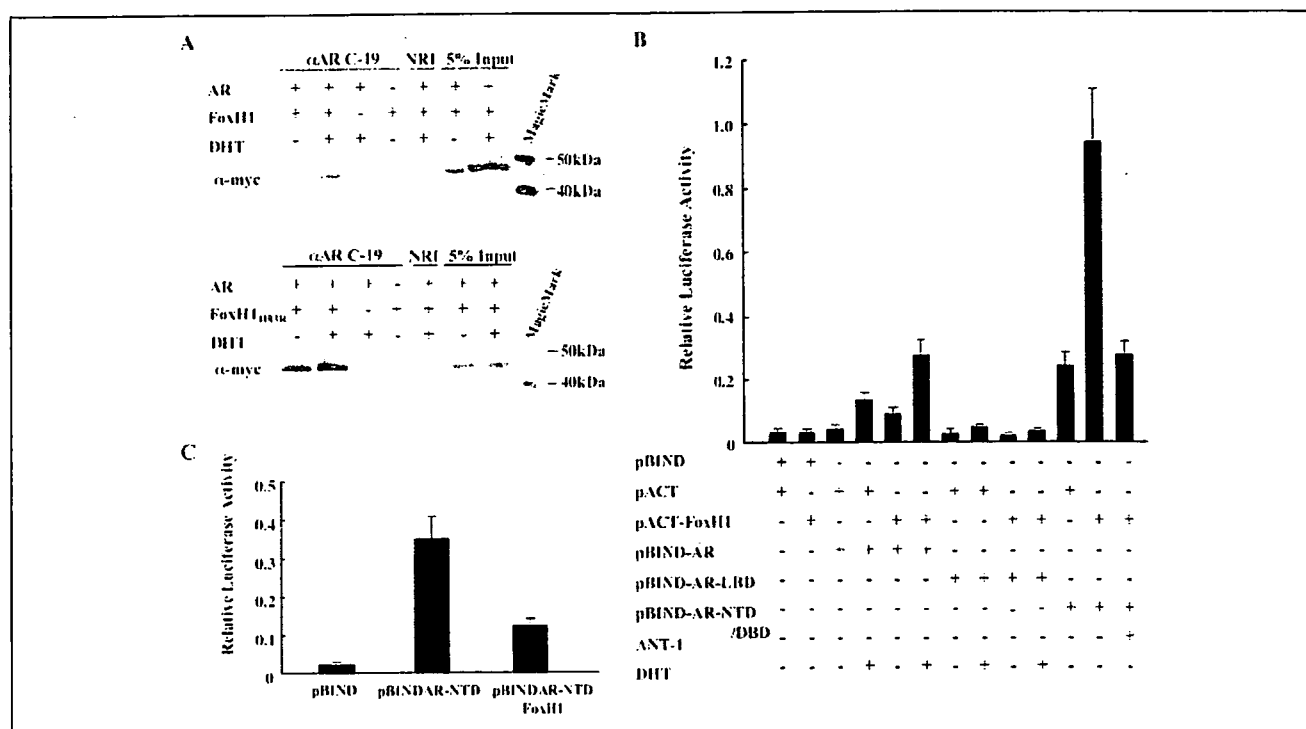 A
αAR C-19 NRI 5% Input
AR + + + - + + +
FoxH1 + + - + + + +
DHT - + + - + - +
MagicMark
α-myc
-50kDa
-40kDa
αAR C-19 NRI 5% Input
AR + + + - + + +
+ + - + + + +
DHT - + + - + - +
MagicMark
α-myc
-50kDa
-40kDa
B
Relative Luciferase Activity
1.2
1.0
0.8
0.6
0.4
0.2
0
pBIND + + - - - - - - - - - - -
pACT + - + + - - + + - - + - -
pACT-FoxH1 - + - - + + - - + + - + +
pBIND-AR - - + + + + - - - - - - -
pBIND-AR-LBD - - - - - - + + + + - - -
pBIND-AR-NTD - - - - - - - - - - + + +
/DBD
ANT-1 - - - - - - - - - - - - +
DHT - - - + - + - + - + - - -
C
Relative Luciferase Activity
0.5
0.4
0.3
0.2
0.1
0
pBIND pBINDAR-NTD pBINDAR-NTD
FoxH1